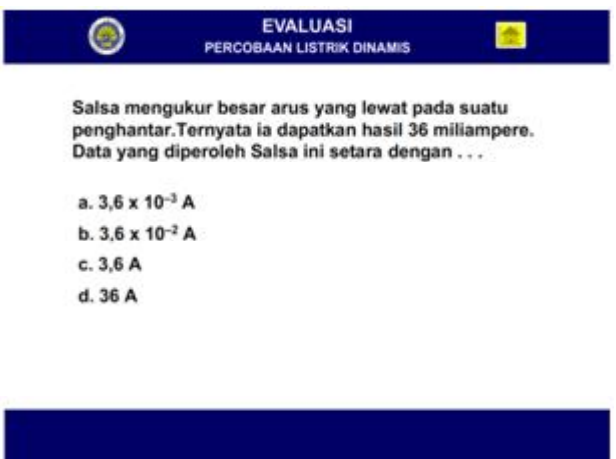 EVALUASI
PERCOBAAN LISTRIK DINAMIS
Salsa mengukur besar arus yang lewat pada suatu
penghantar.Ternyata ia dapatkan hasil 36 miliampere.
Data yang diperoleh Salsa ini setara dengan . . .
a. 3,6 x 10⁻³ A
b. 3,6 x 10⁻² A
c. 3,6 A
d. 36 A